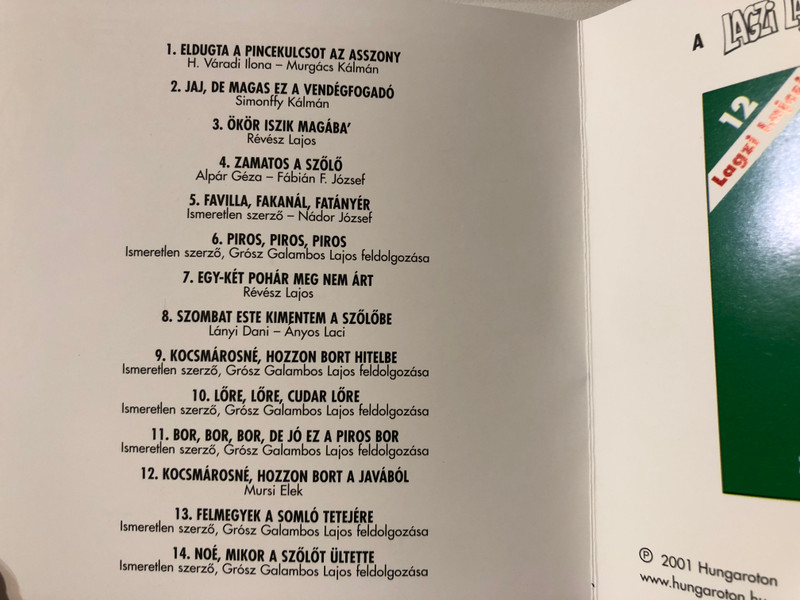 1. ELDUGTA A PINCEKULCSOT AZ ASSZONY
H. Váradi Ilona – Murgács Kálmán
2. JAJ, DE MAGAS EZ A VENDÉGFOGADÓ
Simonffy Kálmán
3. ÖKÖR ISZIK MAGÁBA’
Révész Lajos
4. ZAMATOS A SZŐLŐ
Alpár Géza – Fábián F. József
5. FAVILLA, FAKANÁL, FATÁNYÉR
Ismeretlen szerző – Nádor József
6. PIROS, PIROS, PIROS
Ismeretlen szerző, Grósz Galambos Lajos feldolgozása
7. EGY-KÉT POHÁR MEG NEM ÁRT
Révész Lajos
8. SZOMBAT ESTE KIMENTEM A SZŐLŐBE
Lányi Dani – Ányos Laci
9. KOCSMÁROSNÉ, HOZZON BORT HITELBE
Ismeretlen szerző, Grósz Galambos Lajos feldolgozása
10. LŐRE, LŐRE, CUDAR LŐRE
Ismeretlen szerző, Grósz Galambos Lajos feldolgozása
11. BOR, BOR, BOR, DE JÓ EZ A PIROS BOR
Ismeretlen szerző, Grósz Galambos Lajos feldolgozása
12. KOCSMÁROSNÉ, HOZZON BORT A JAVÁBÓL
Mursi Elek
13. FELMEGYEK A SOMLÓ TETEJÉRE
Ismeretlen szerző, Grósz Galambos Lajos feldolgozása
14. NOÉ, MIKOR A SZŐLŐT ÜLTETTE
Ismeretlen szerző, Grósz Galambos Lajos feldolgozása
A LAGZI
12
Lagzi Lajcsi
℗ 2001 Hungaroton
www.hungaroton.hu